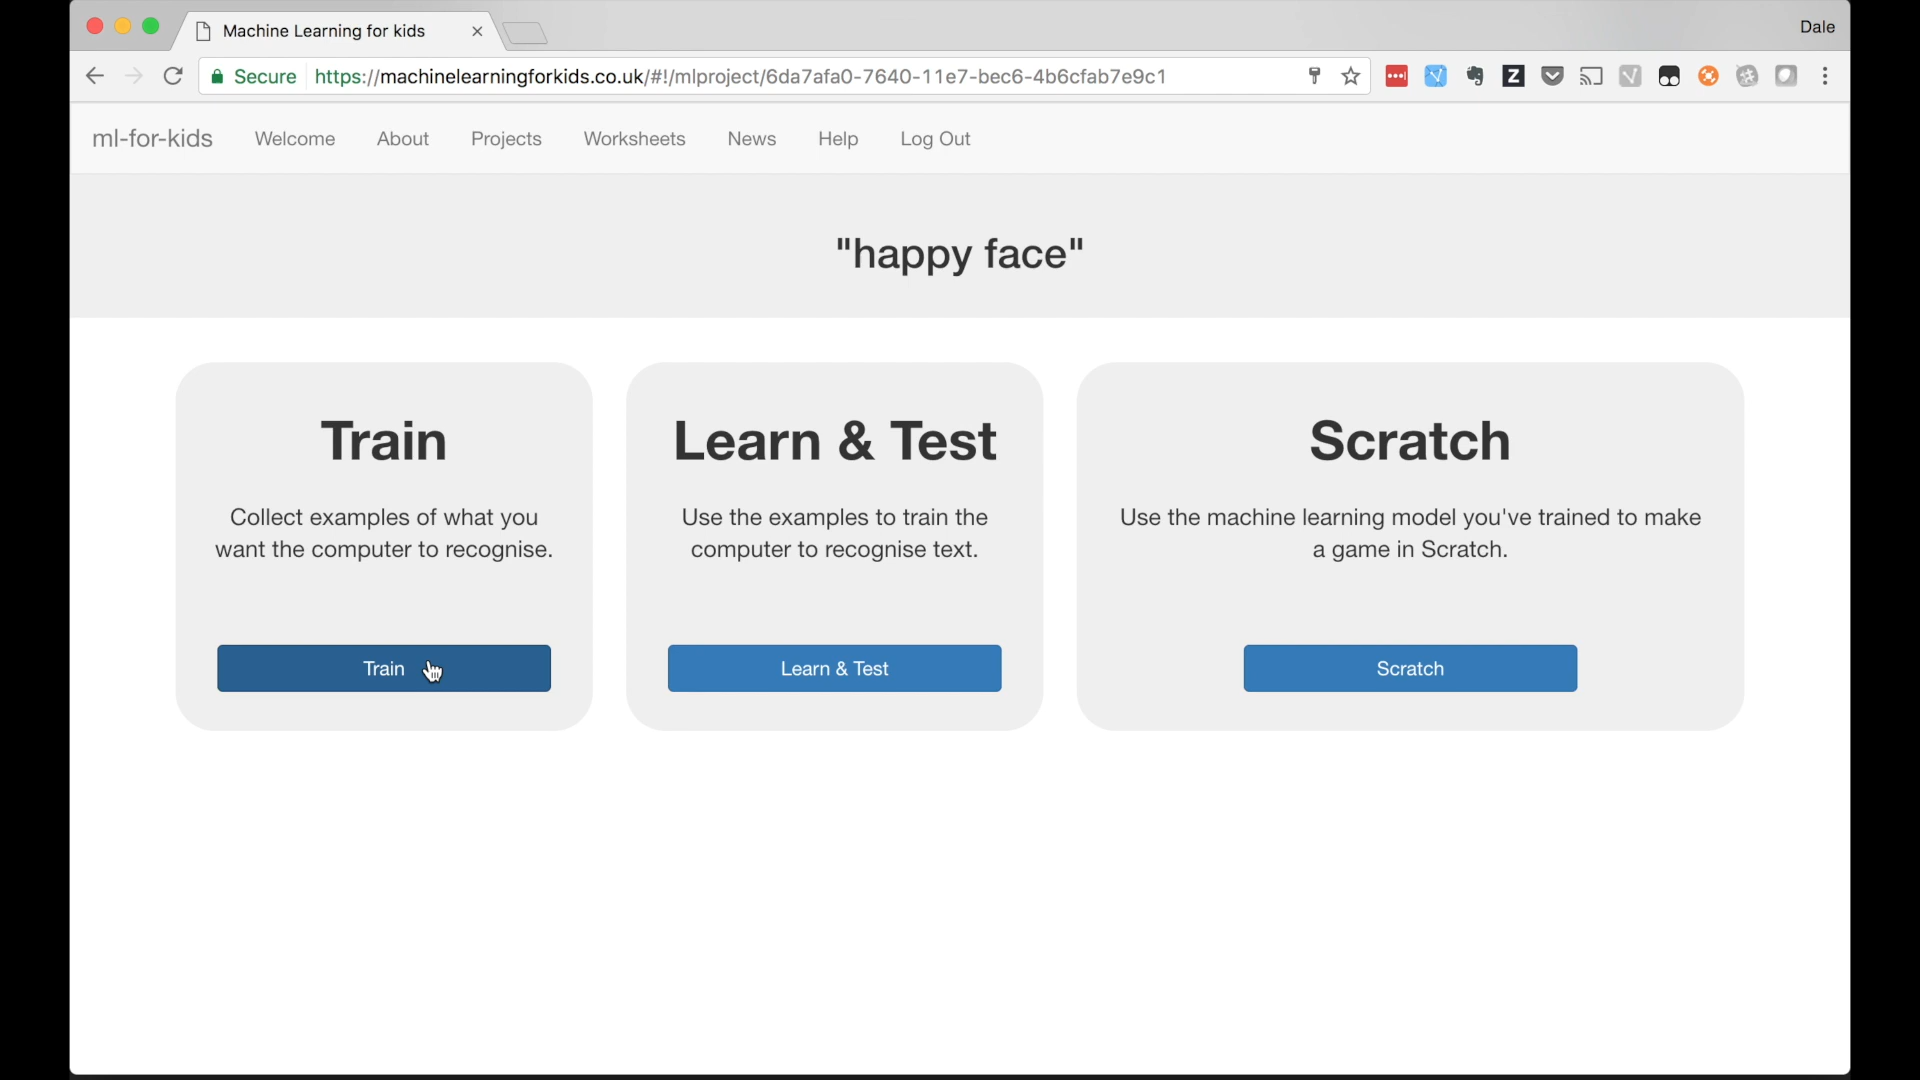 Machine Learning for kids
Dale
Secure https://machinelearningforkids.co.uk/#!/mlproject/6da7afa0-7640-11e7-bec6-4b6cfab7e9c1
Z
ml-for-kids Welcome About Projects Worksheets News Help Log Out
"happy face"
Train
Collect examples of what you
want the computer to recognise.
Train
Learn & Test
Use the examples to train the
computer to recognise text.
Learn & Test
Scratch
Use the machine learning model you've trained to make
a game in Scratch.
Scratch